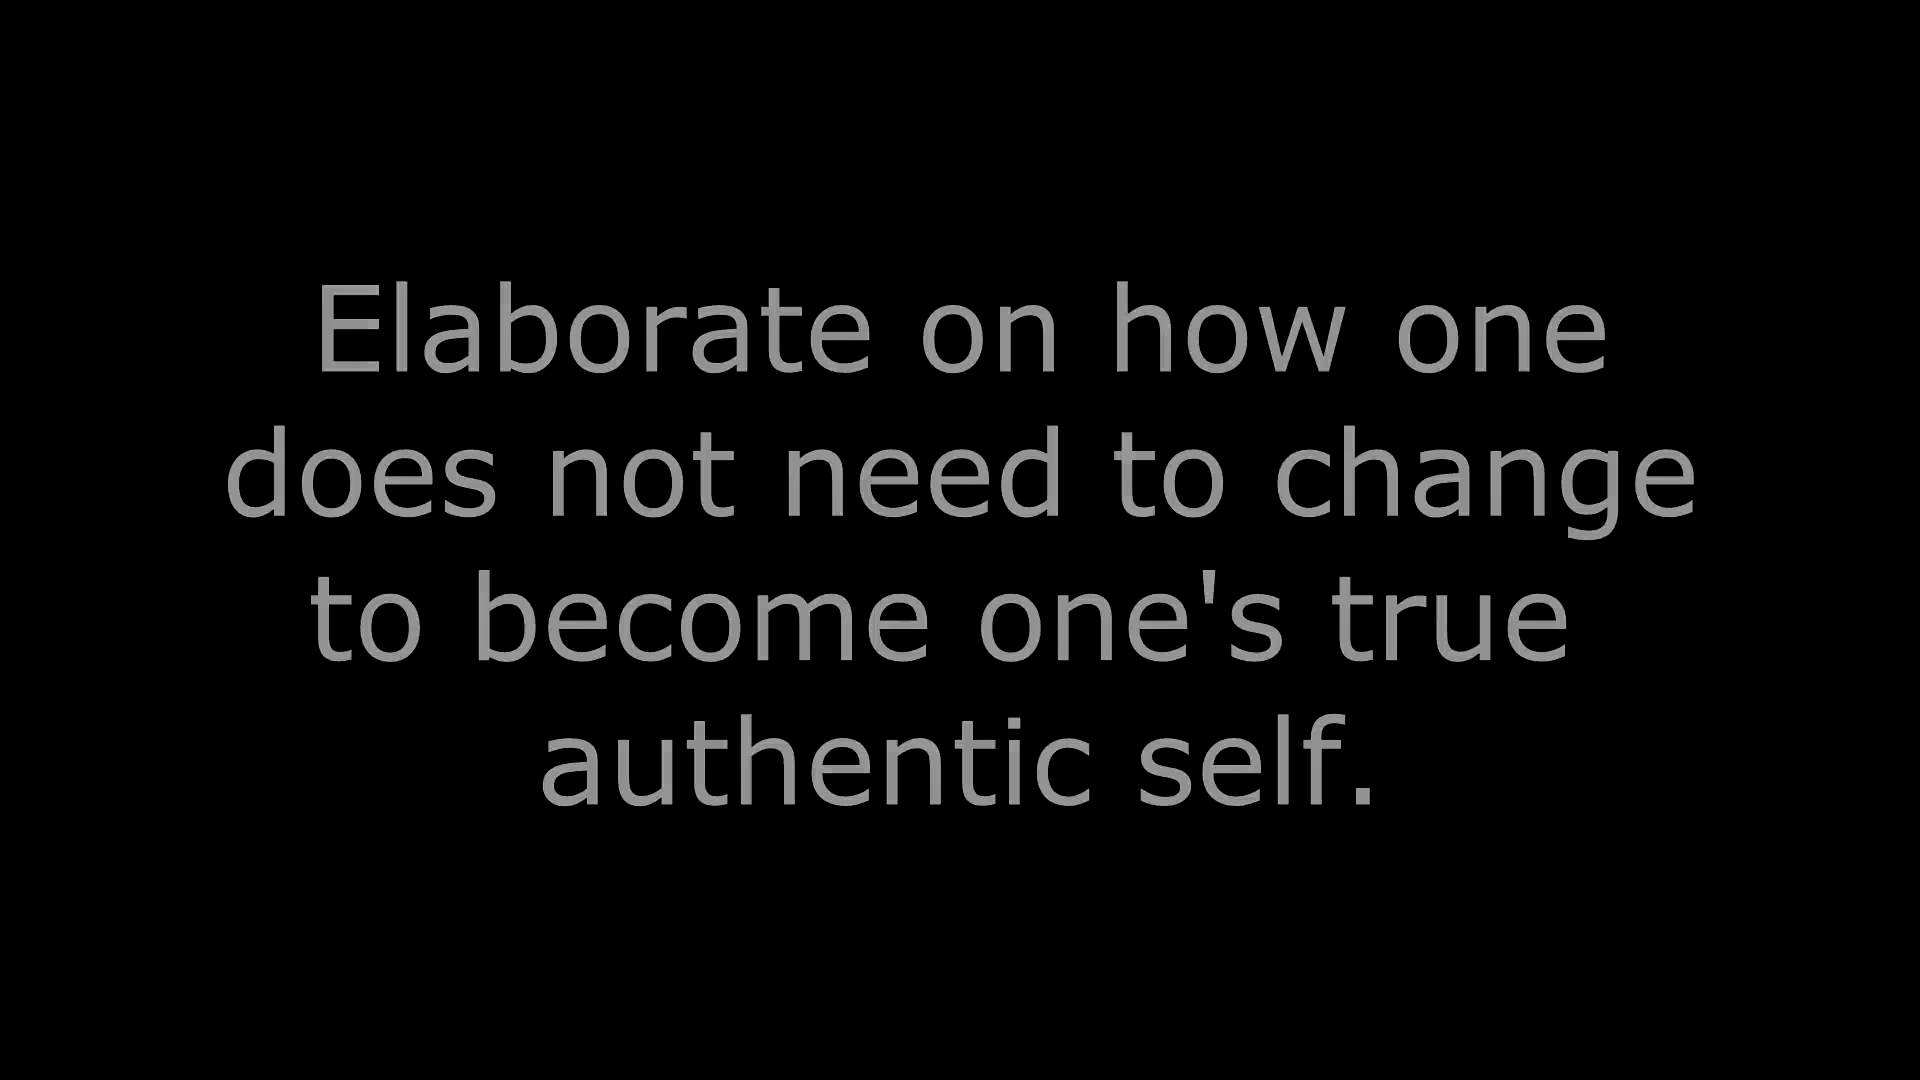 Elaborate on how one
does not need to change
to become one's true
authentic self.